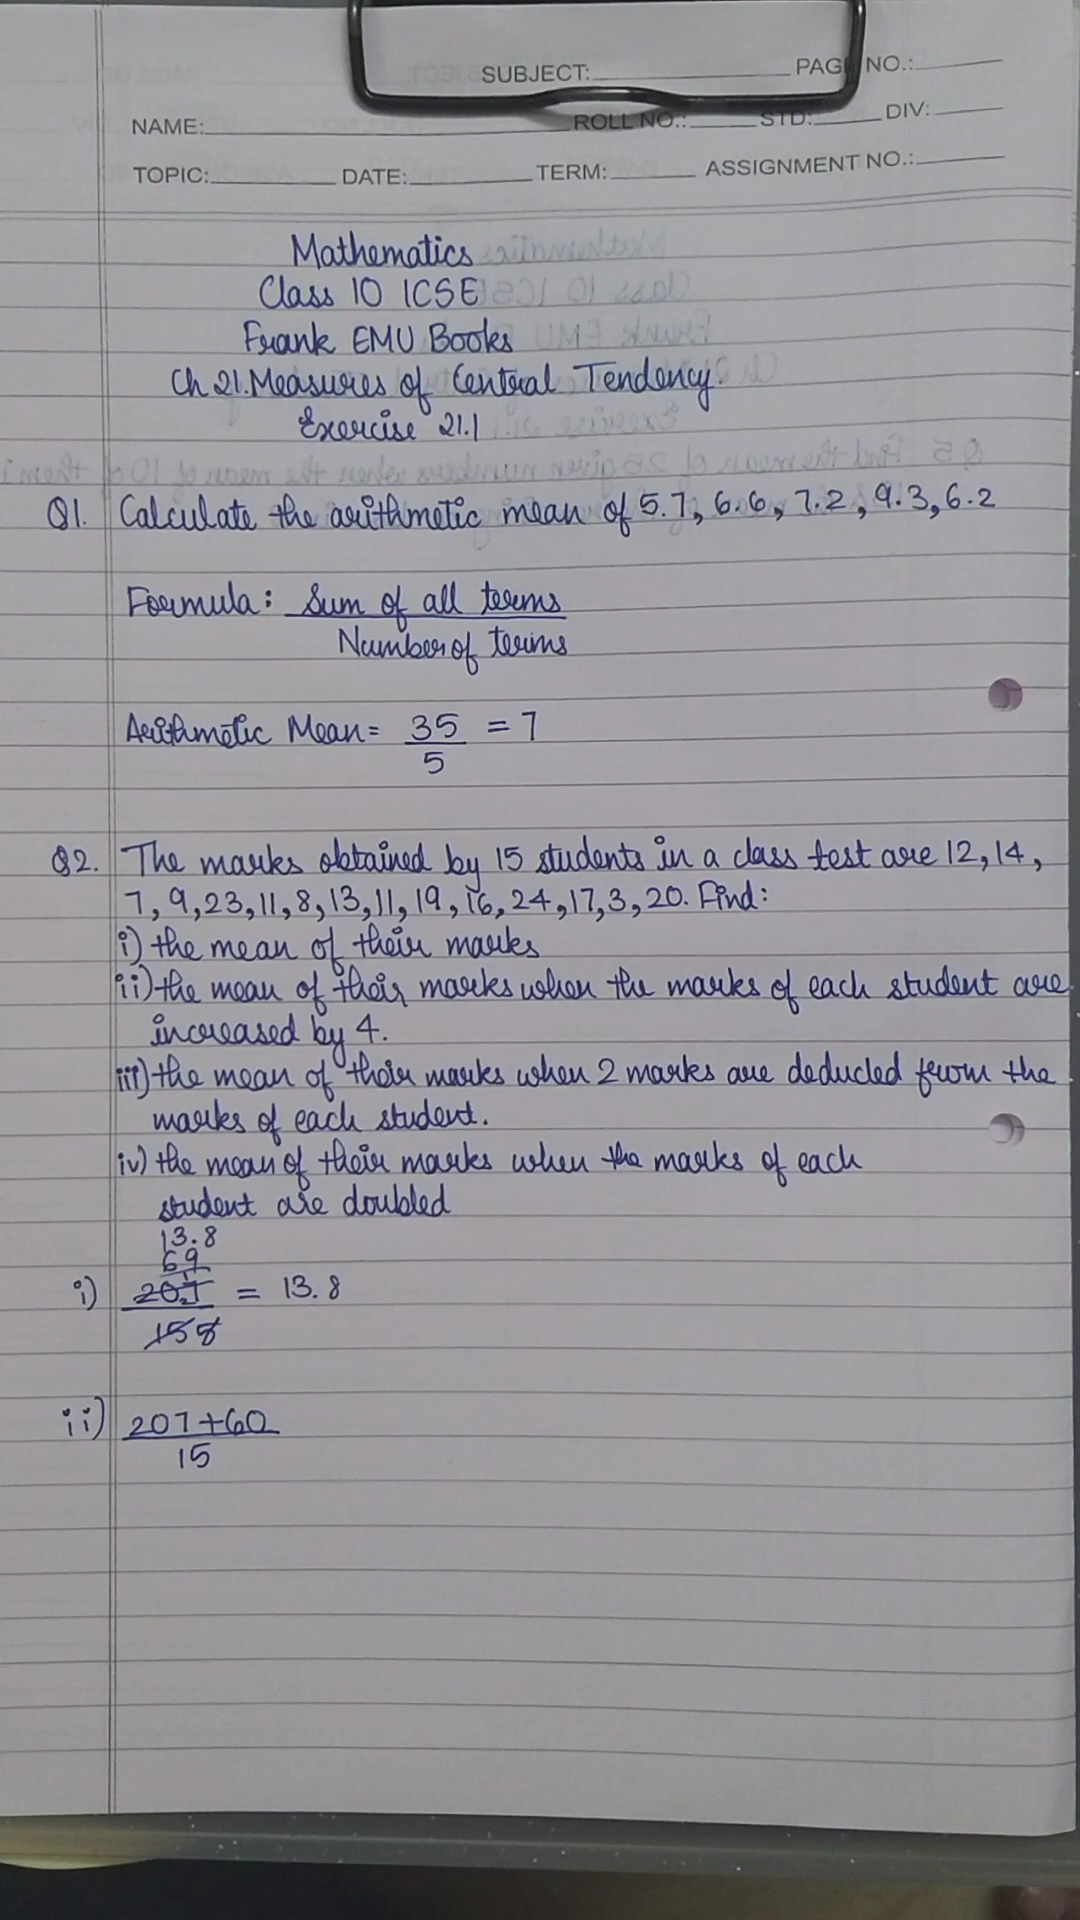 SUBJECT: PAGE NO.:
NAME: ROLL NO.: STD: DIV:
TOPIC: DATE: TERM: ASSIGNMENT NO.:
Mathematics
Class 10 ICSE
Frank EMU Books
Ch 21. Measures of Central Tendency.
Exercise 21.1
Q1. Calculate the arithmetic mean of 5.7, 6.6, 7.2, 9.3, 6.2
Formula: Sum of all terms
Number of terms
Arithmetic Mean = 35 = 7
5
Q2. The marks obtained by 15 students in a class test are 12, 14,
7, 9, 23, 11, 8, 13, 11, 19, 16, 24, 17, 3, 20. Find:
i) the mean of their marks
ii) the mean of their marks when the marks of each student are
increased by 4.
iii) the mean of their marks when 2 marks are deducted from the
marks of each student.
iv) the mean of their marks when the marks of each
student are doubled
13.8
69
i) 207 = 13.8
15 5
ii) 207+60
15